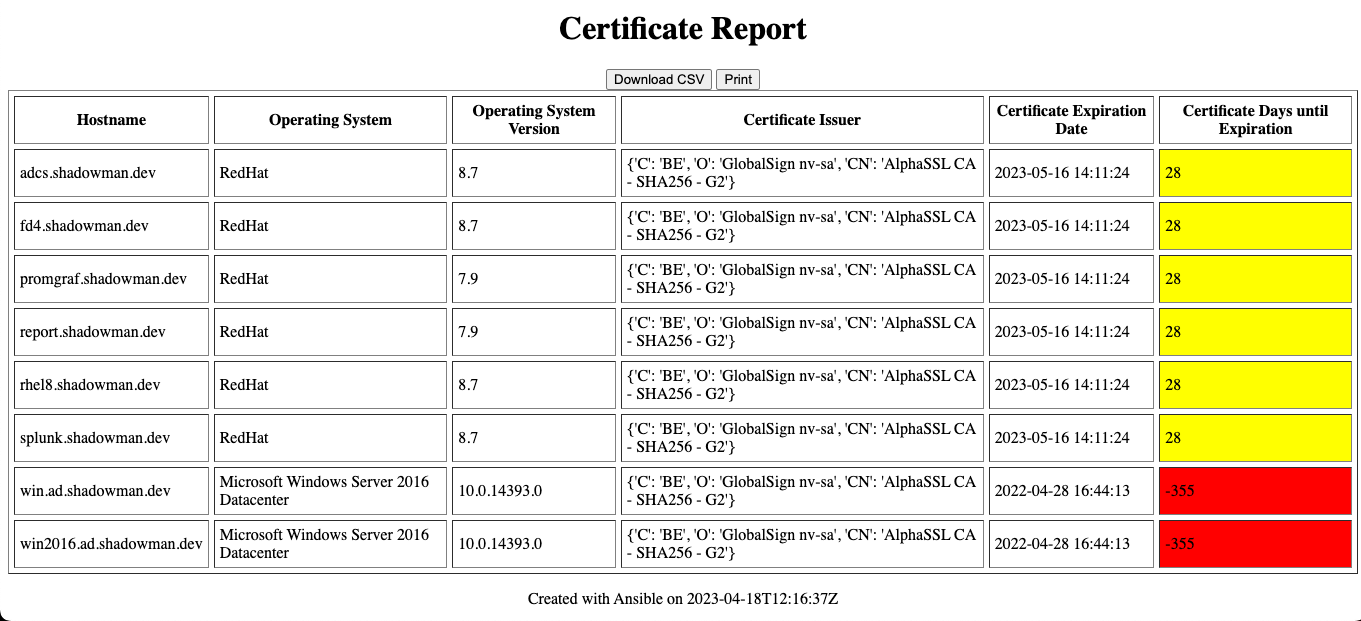 Certificate Report
Download CSV Print
Hostname Operating System Operating System Version Certificate Issuer Certificate Expiration Date Certificate Days until Expiration
adcs.shadowman.dev RedHat 8.7 {'C': 'BE', 'O': 'GlobalSign nv-sa', 'CN': 'AlphaSSL CA - SHA256 - G2'} 2023-05-16 14:11:24 28
fd4.shadowman.dev RedHat 8.7 {'C': 'BE', 'O': 'GlobalSign nv-sa', 'CN': 'AlphaSSL CA - SHA256 - G2'} 2023-05-16 14:11:24 28
promgraf.shadowman.dev RedHat 7.9 {'C': 'BE', 'O': 'GlobalSign nv-sa', 'CN': 'AlphaSSL CA - SHA256 - G2'} 2023-05-16 14:11:24 28
report.shadowman.dev RedHat 7.9 {'C': 'BE', 'O': 'GlobalSign nv-sa', 'CN': 'AlphaSSL CA - SHA256 - G2'} 2023-05-16 14:11:24 28
rhel8.shadowman.dev RedHat 8.7 {'C': 'BE', 'O': 'GlobalSign nv-sa', 'CN': 'AlphaSSL CA - SHA256 - G2'} 2023-05-16 14:11:24 28
splunk.shadowman.dev RedHat 8.7 {'C': 'BE', 'O': 'GlobalSign nv-sa', 'CN': 'AlphaSSL CA - SHA256 - G2'} 2023-05-16 14:11:24 28
win.ad.shadowman.dev Microsoft Windows Server 2016 Datacenter 10.0.14393.0 {'C': 'BE', 'O': 'GlobalSign nv-sa', 'CN': 'AlphaSSL CA - SHA256 - G2'} 2022-04-28 16:44:13 -355
win2016.ad.shadowman.dev Microsoft Windows Server 2016 Datacenter 10.0.14393.0 {'C': 'BE', 'O': 'GlobalSign nv-sa', 'CN': 'AlphaSSL CA - SHA256 - G2'} 2022-04-28 16:44:13 -355
Created with Ansible on 2023-04-18T12:16:37Z